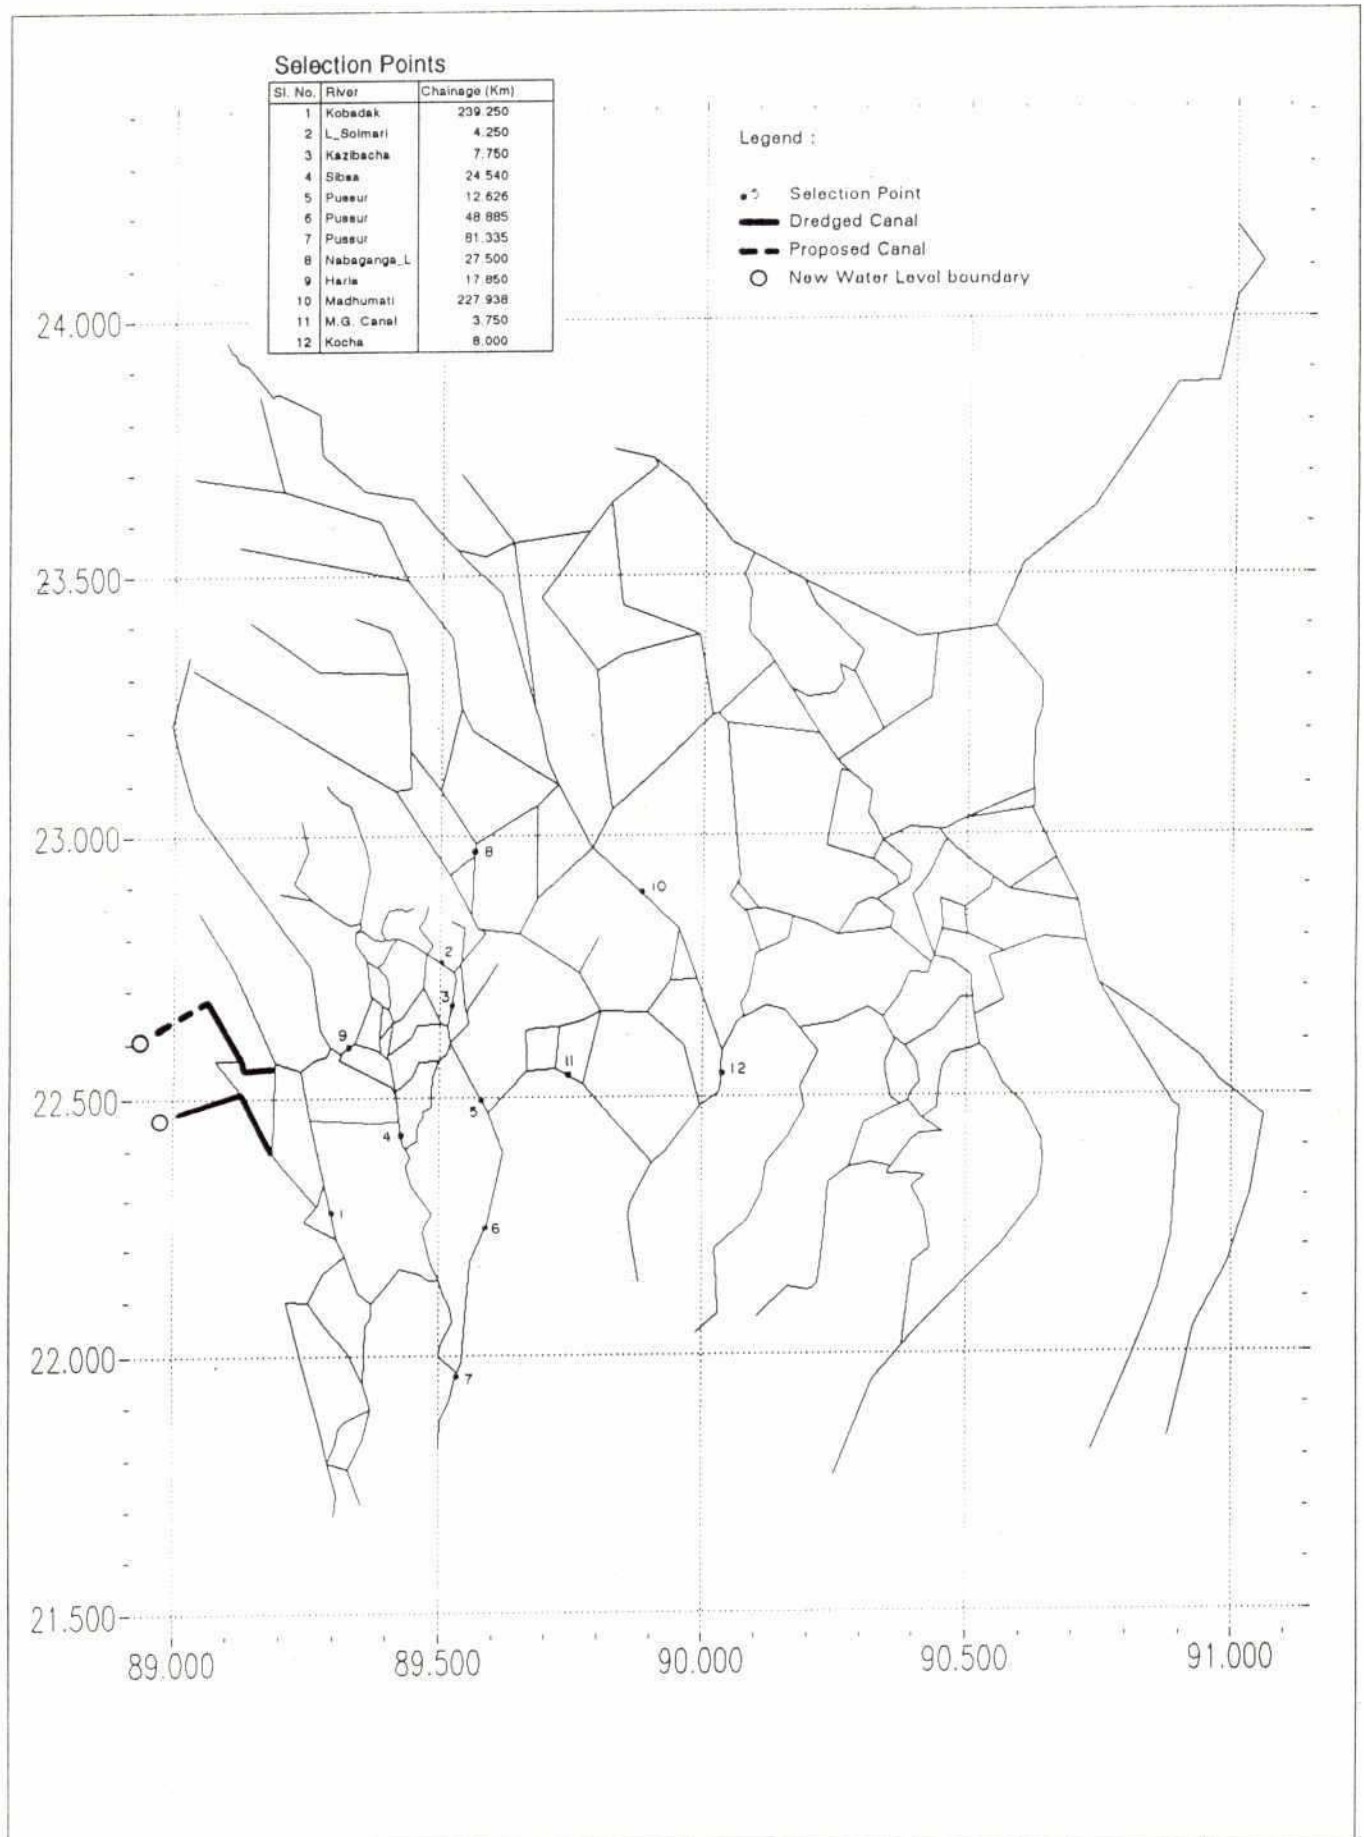 Selection Points
Sl. No. River Chainage (Km)
1 Kobadak 239.250
2 L_Solmari 4.250
3 Kazibacha 7.750
4 Sibsa 24.540
5 Pussur 12.626
6 Pussur 48.885
7 Pussur 81.335
8 Nabaganga_L 27.500
9 Haria 17.850
10 Madhumati 227.938
11 M.G. Canal 3.750
12 Kocha 8.000
Legend :
Selection Point
Dredged Canal
Proposed Canal
New Water Level boundary
24.000
23.500
23.000
8
10
2
3
9
11
12
22.500
5
4
1
6
22.000
7
21.500
89.000 89.500 90.000 90.500 91.000